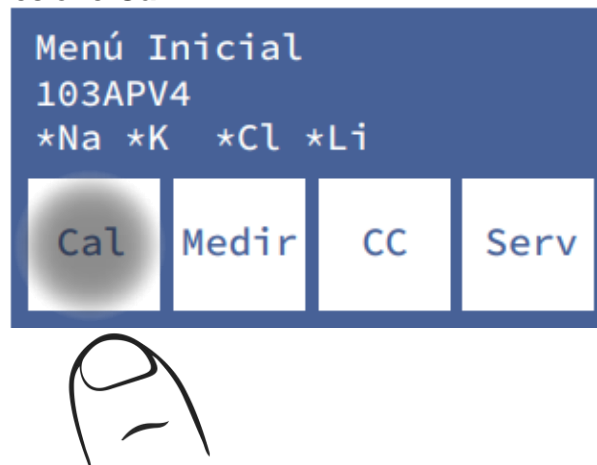 Menú Inicial
103APV4
*Na *K *Cl *Li
Cal Medir CC Serv